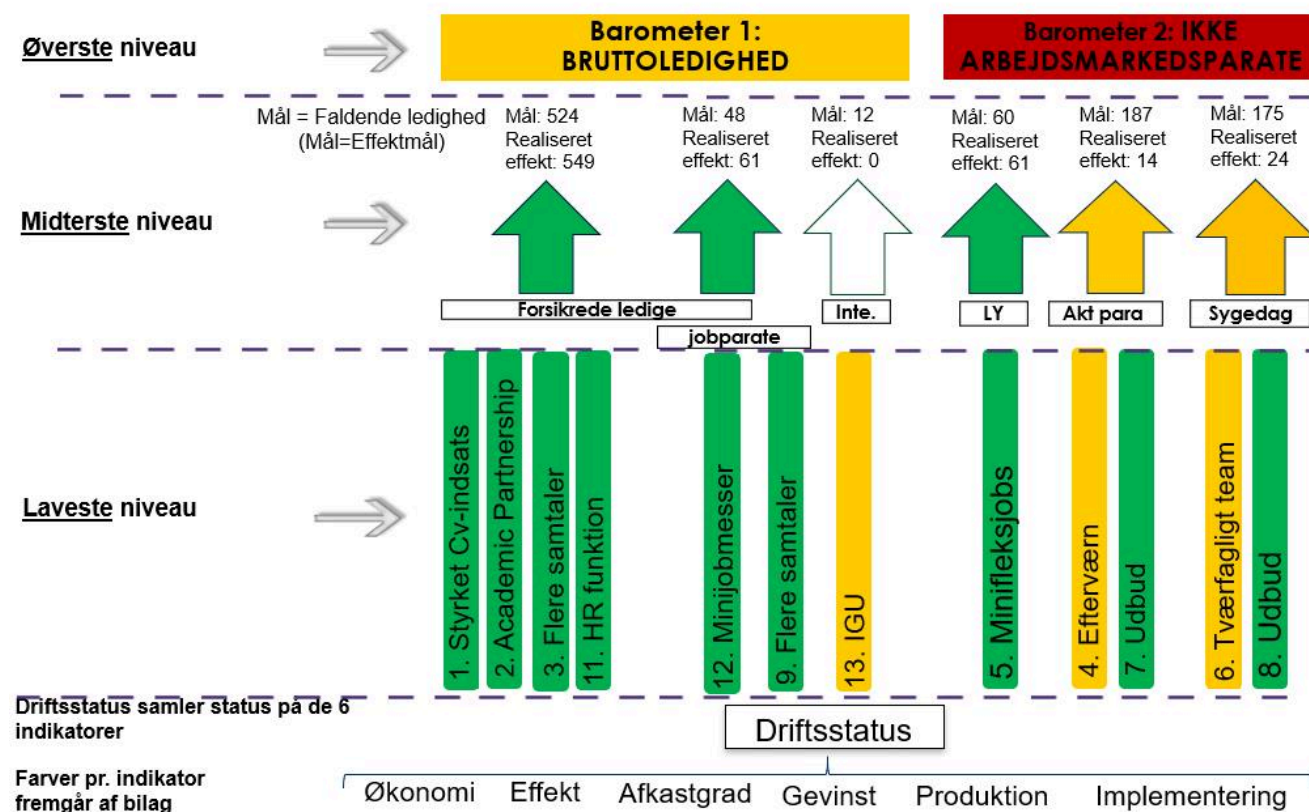 Øverste niveau
Barometer 1:
BRUTTOLEDIGHED
Barometer 2: IKKE
ARBEJDSMARKEDSPARATE
Mål = Faldende ledighed
(Mål=Effektmål)
Mål: 524
Realiseret
effekt: 549
Mål: 48
Realiseret
effekt: 61
Mål: 12
Realiseret
effekt: 0
Mål: 60
Realiseret
effekt: 61
Mål: 187
Realiseret
effekt: 14
Mål: 175
Realiseret
effekt: 24
Midterste niveau
Forsikrede ledige
jobparate
Inte.
LY
Akt para
Sygedag
Laveste niveau
1. Styrket Cv-indsats
2. Academic Partnership
3. Flere samtaler
11. HR funktion
12. Minijobmesser
9. Flere samtaler
13. IGU
5. Minifleksjobs
4. Efterværn
7. Udbud
6. Tværfagligt team
8. Udbud
Driftsstatus samler status på de 6
indikatorer
Driftsstatus
Farver pr. indikator
fremgår af bilag
Økonomi Effekt Afkastgrad Gevinst Produktion Implementering